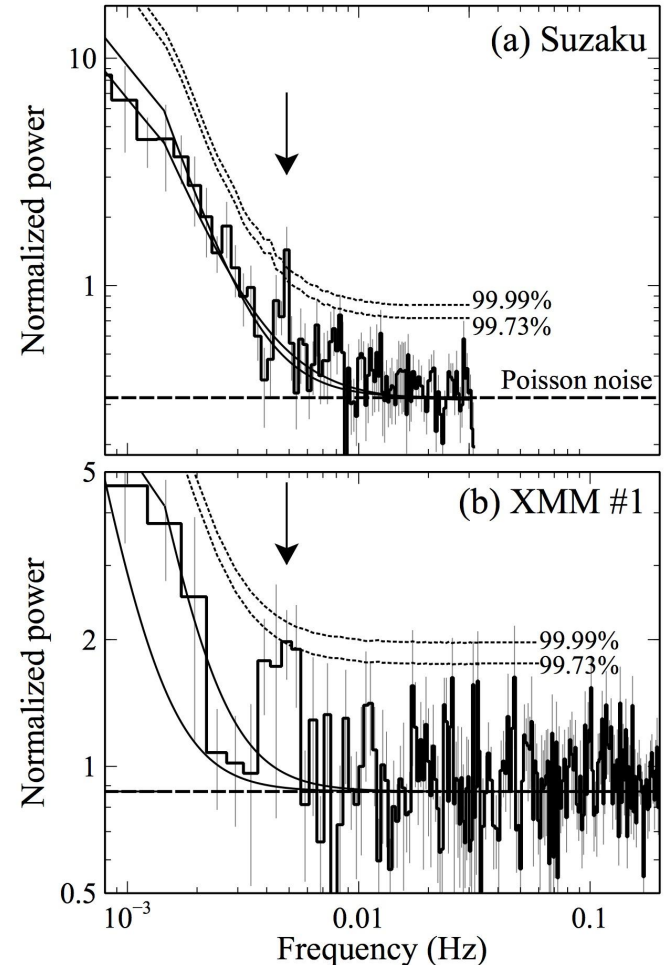 (a) Suzaku
10
1
Normalized power
99.99%
99.73%
Poisson noise
(b) XMM #1
5
2
1
0.5
Normalized power
99.99%
99.73%
10⁻³
0.01
0.1
Frequency (Hz)